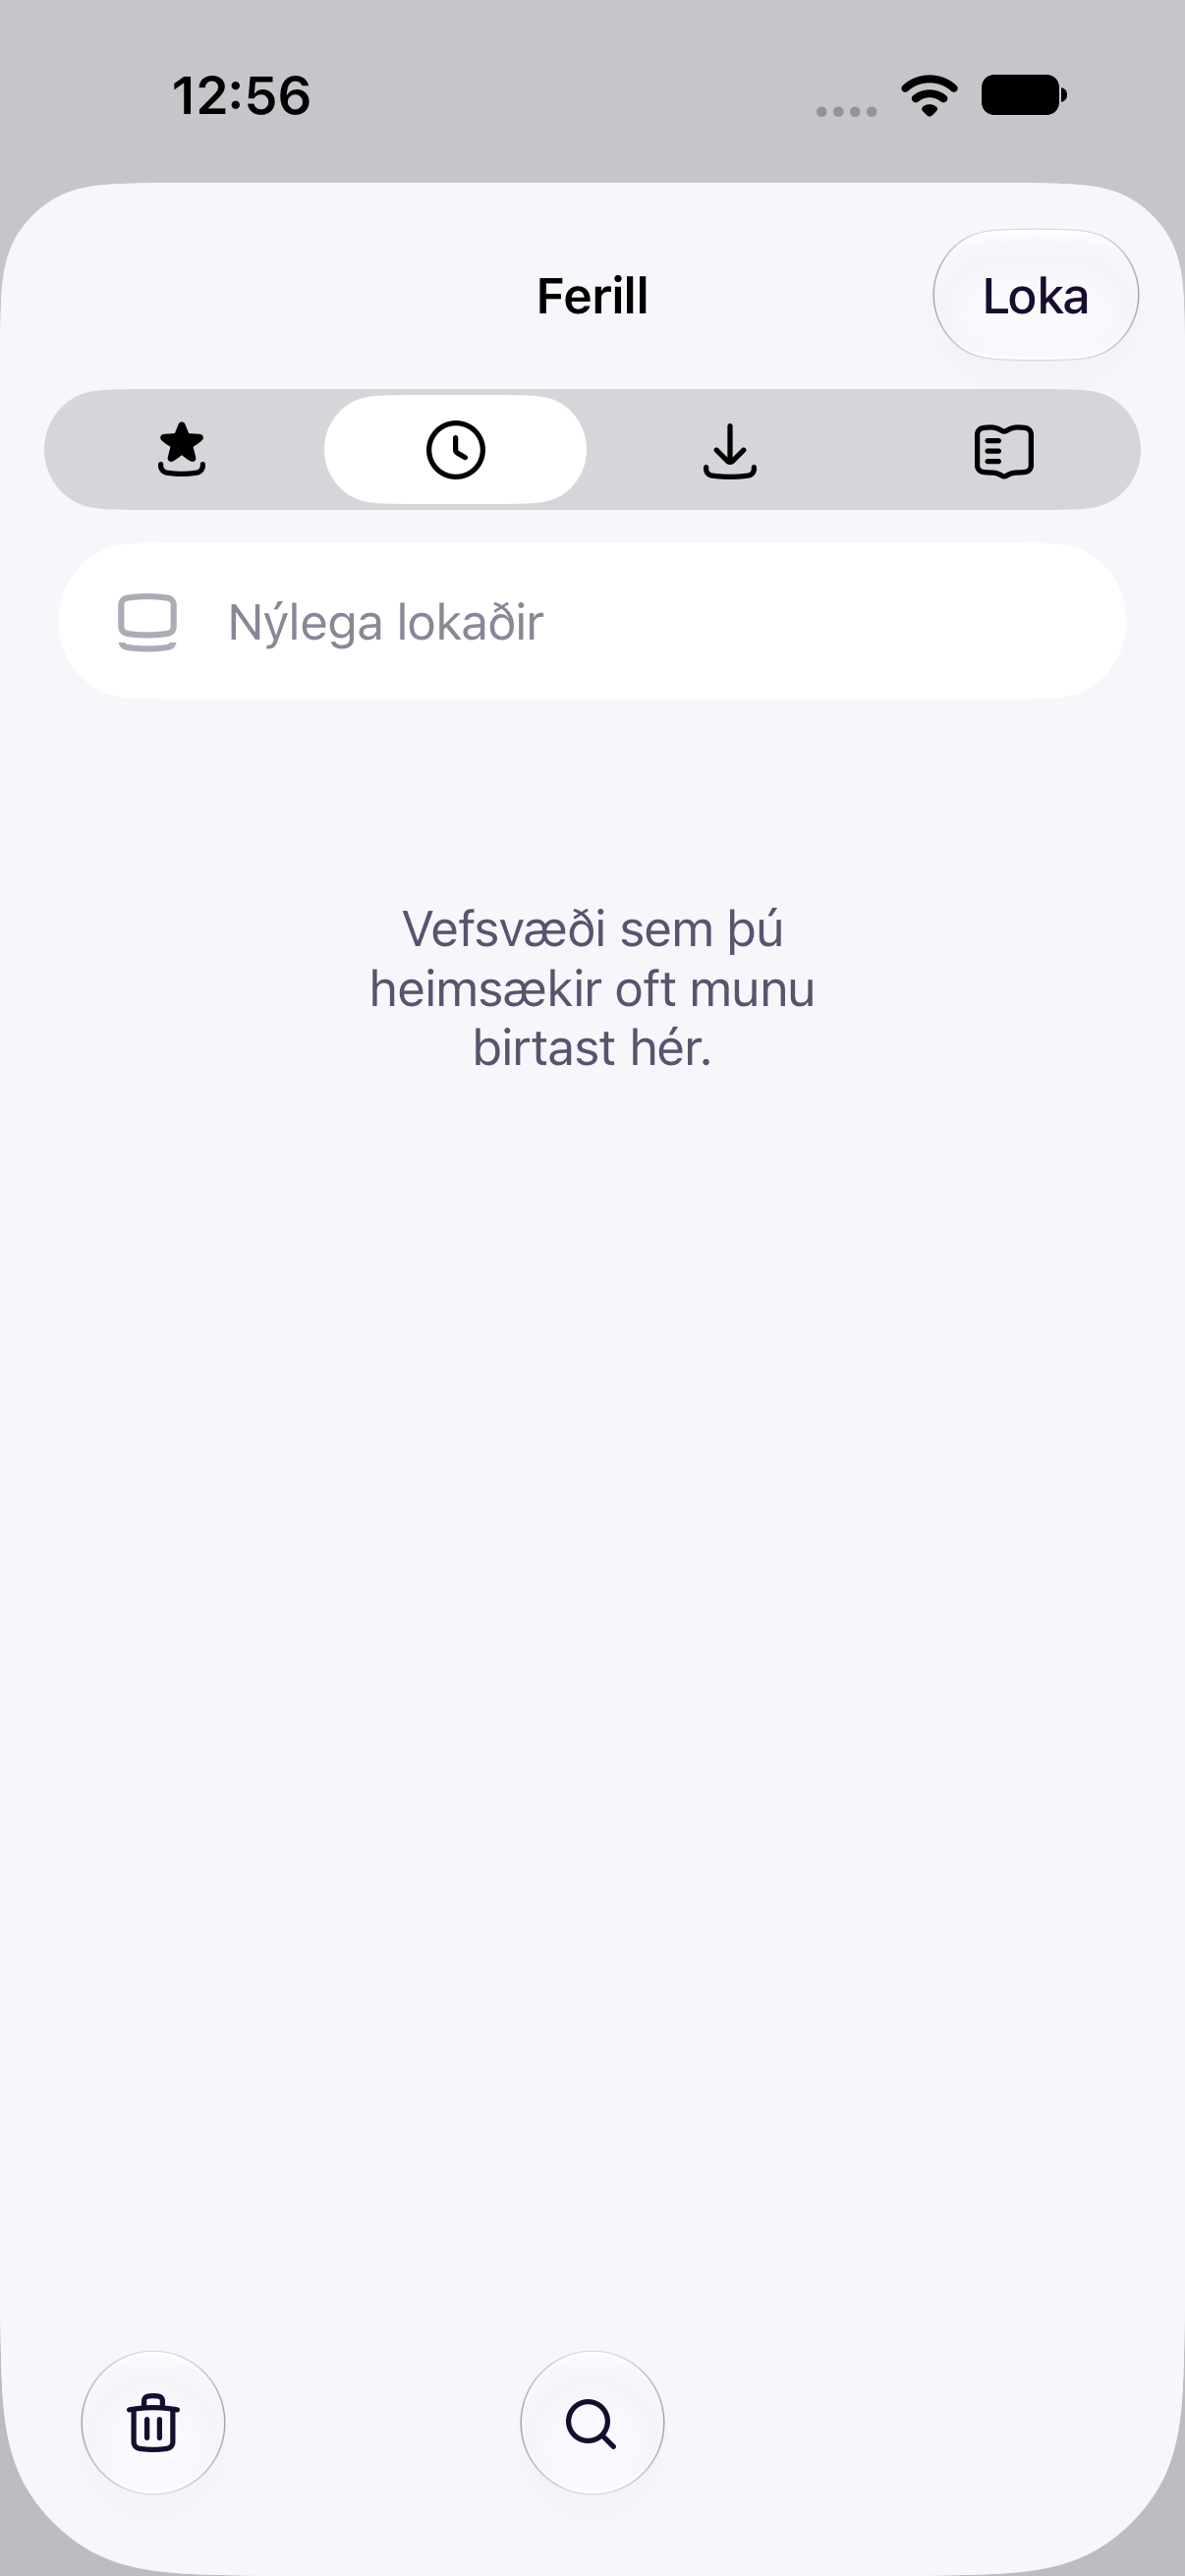 12:56
Ferill
Loka
Nýlega lokaðir
Vefsvæði sem þú
heimsækir oft munu
birtast hér.